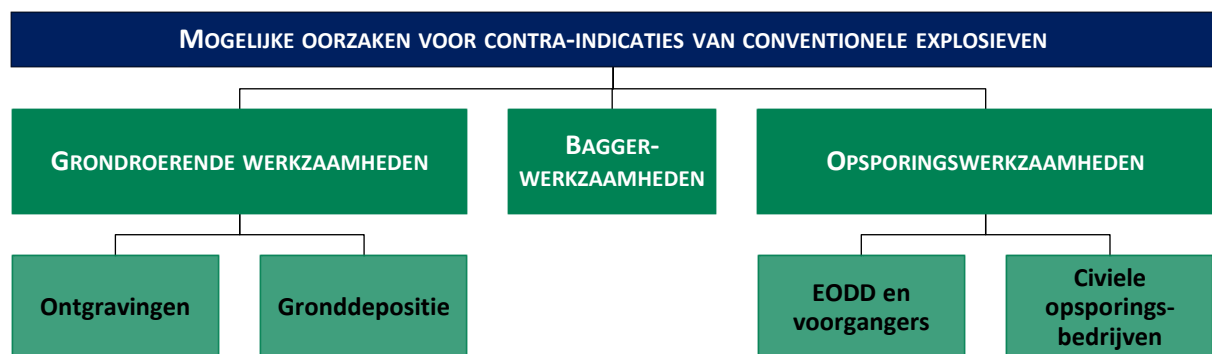 MOGELIJKE OORZAKEN VOOR CONTRA-INDICATIES VAN CONVENTIONELE EXPLOSIEVEN
GRONDROERENDE WERKZAAMHEDEN
BAGGER-
WERKZAAMHEDEN
OPSPORINGSWERKZAAMHEDEN
Ontgravingen
Gronddepositie
EODD en
voorgangers
Civiele
opsporings-
bedrijven